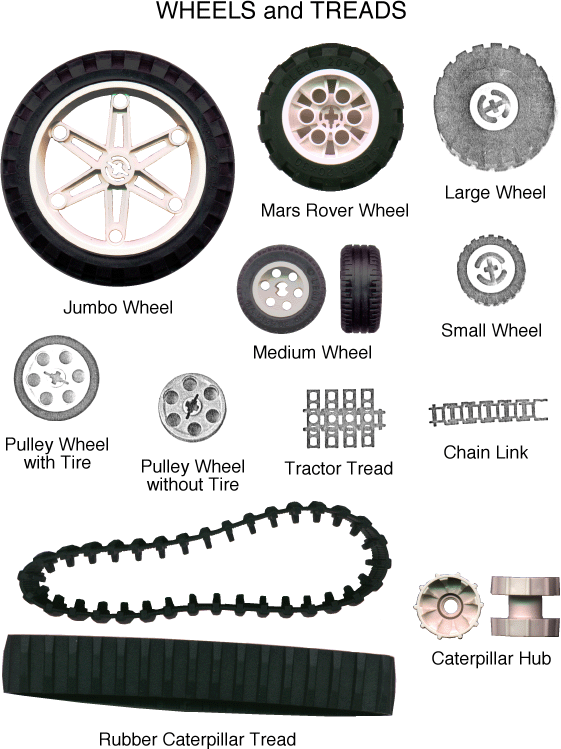 WHEELS and TREADS
Jumbo Wheel
Mars Rover Wheel
Large Wheel
Medium Wheel
Small Wheel
Pulley Wheel
with Tire
Pulley Wheel
without Tire
Tractor Tread
Chain Link
Rubber Caterpillar Tread
Caterpillar Hub